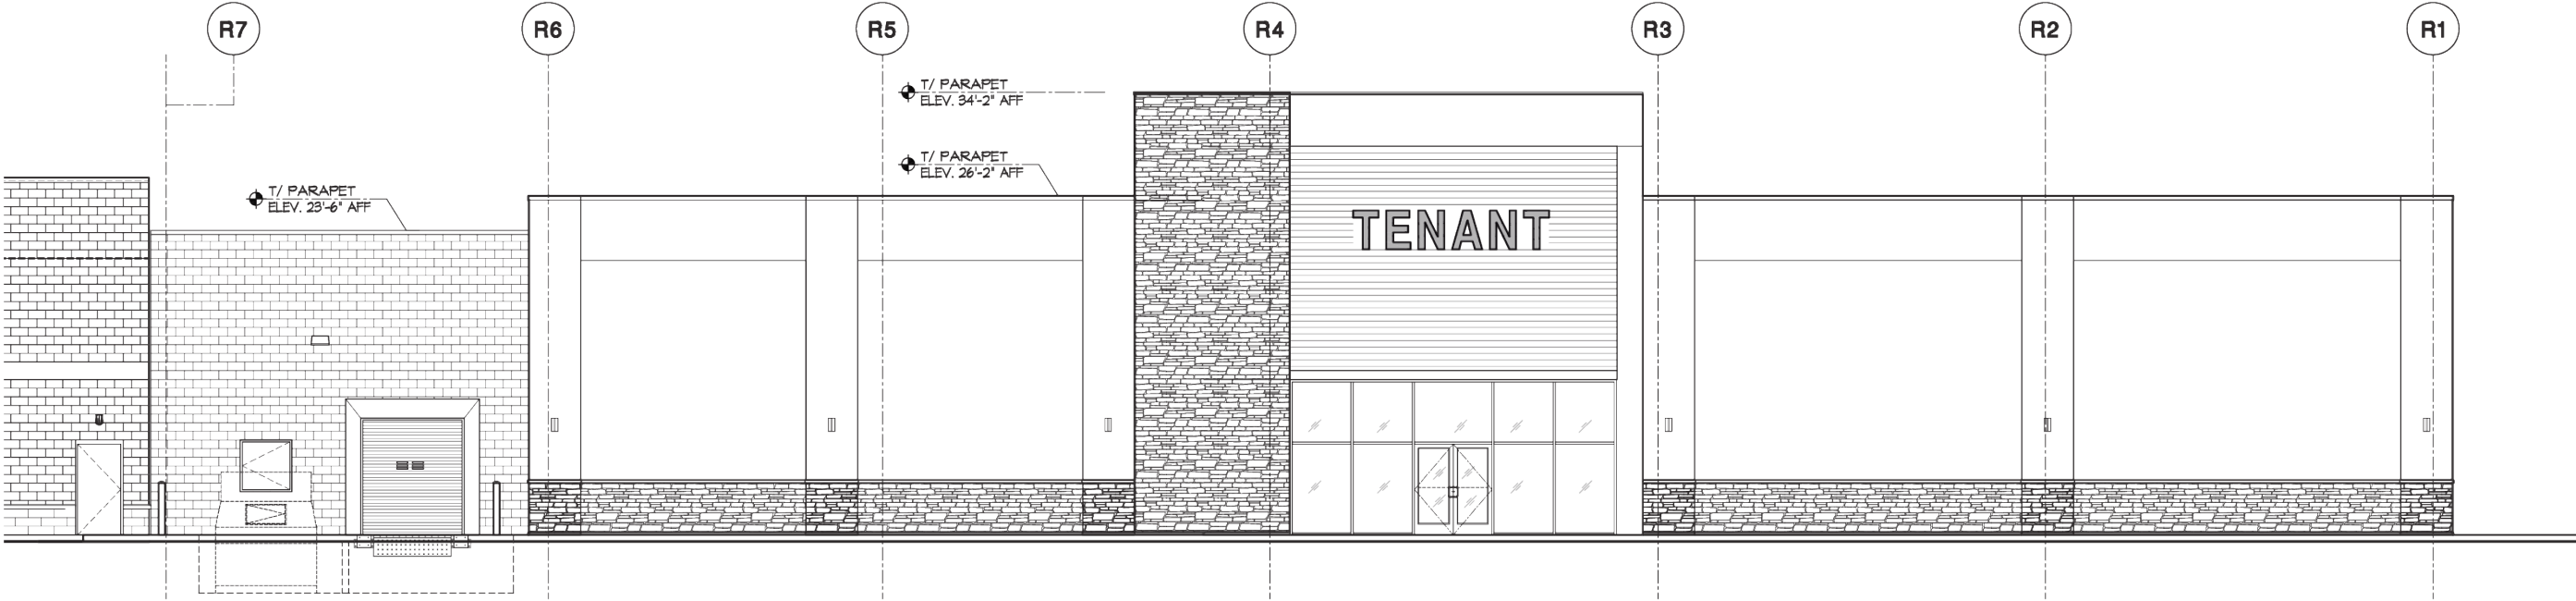 R7
R6
R5
R4
R3
R2
R1
T/ PARAPET
ELEV. 34'-2" AFF
T/ PARAPET
ELEV. 26'-2" AFF
T/ PARAPET
ELEV. 23'-6" AFF
TENANT